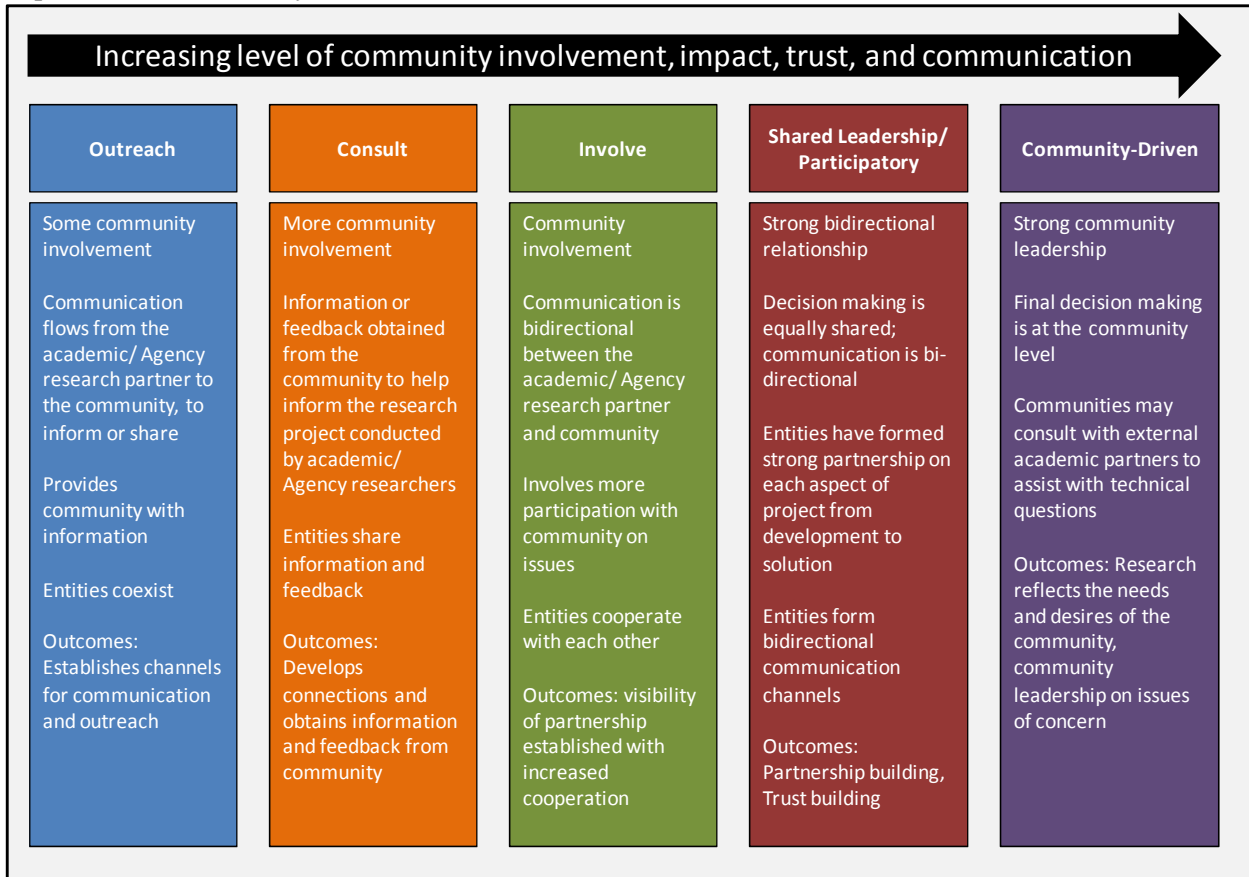 Increasing level of community involvement, impact, trust, and communication
Outreach
Some community
involvement
Communication
flows from the
academic/ Agency
research partner to
the community, to
inform or share
Provides
community with
information
Entities coexist
Outcomes:
Establishes channels
for communication
and outreach
Consult
More community
involvement
Information or
feedback obtained
from the
community to help
inform the research
project conducted
by academic/
Agency researchers
Entities share
information and
feedback
Outcomes:
Develops
connections and
obtains information
and feedback from
community
Involve
Community
involvement
Communication is
bidirectional
between the
academic/ Agency
research partner
and community
Involves more
participation with
community on
issues
Entities cooperate
with each other
Outcomes: visibility
of partnership
established with
increased
cooperation
Shared Leadership/
Participatory
Strong bidirectional
relationship
Decision making is
equally shared;
communication is bi-
directional
Entities have formed
strong partnership on
each aspect of
project from
development to
solution
Entities form
bidirectional
communication
channels
Outcomes:
Partnership building,
Trust building
Community-Driven
Strong community
leadership
Final decision making
is at the community
level
Communities may
consult with external
academic partners to
assist with technical
questions
Outcomes: Research
reflects the needs
and desires of the
community,
community
leadership on issues
of concern